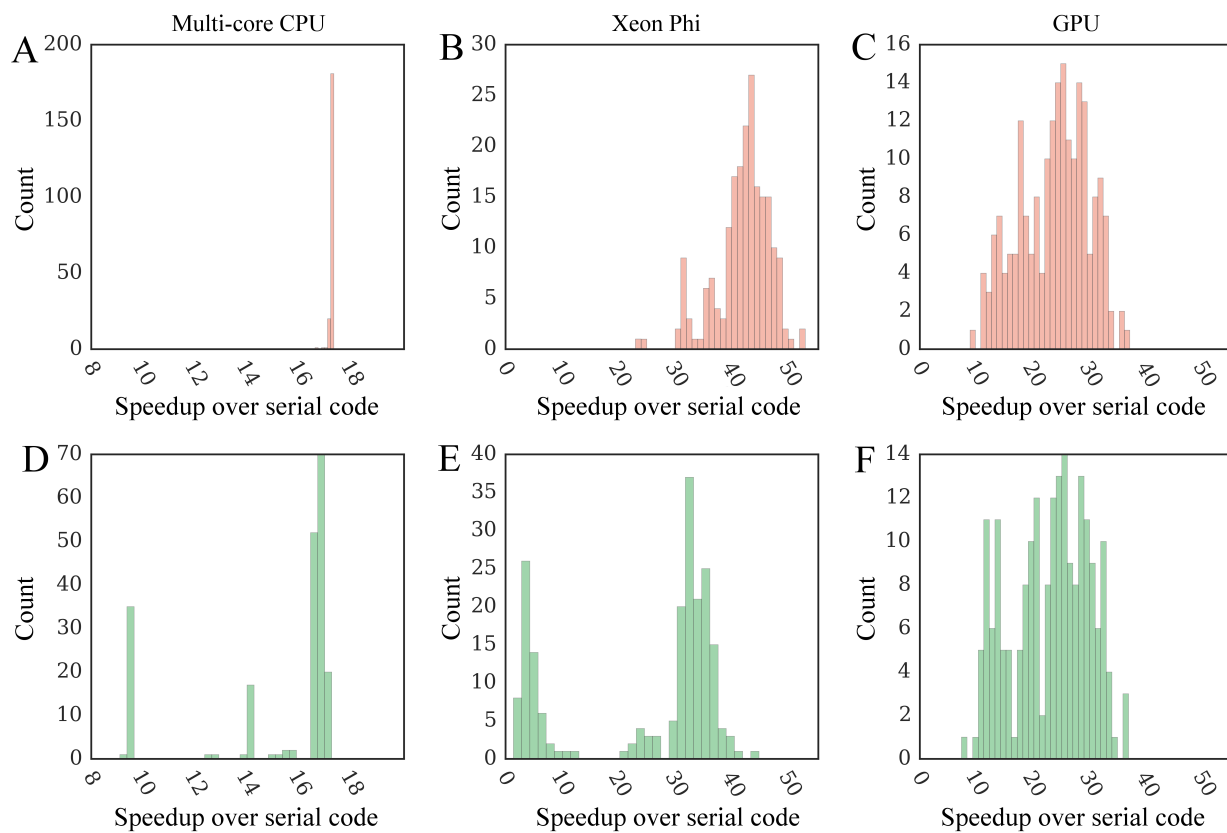 Multi-core CPU Xeon Phi GPU
A B C
200 30 16
150 25 14
100 20 12
50 15 10
0 10 8
5 6
0 4
2
0
Count Count Count
8 10 12 14 16 18 0 10 20 30 40 50 0 10 20 30 40 50
Speedup over serial code Speedup over serial code Speedup over serial code
D E F
70 40 14
60 35 12
50 30 10
40 25 8
30 20 6
20 15 4
10 10 2
0 5 0
0
Count Count Count
8 10 12 14 16 18 0 10 20 30 40 50 0 10 20 30 40 50
Speedup over serial code Speedup over serial code Speedup over serial code